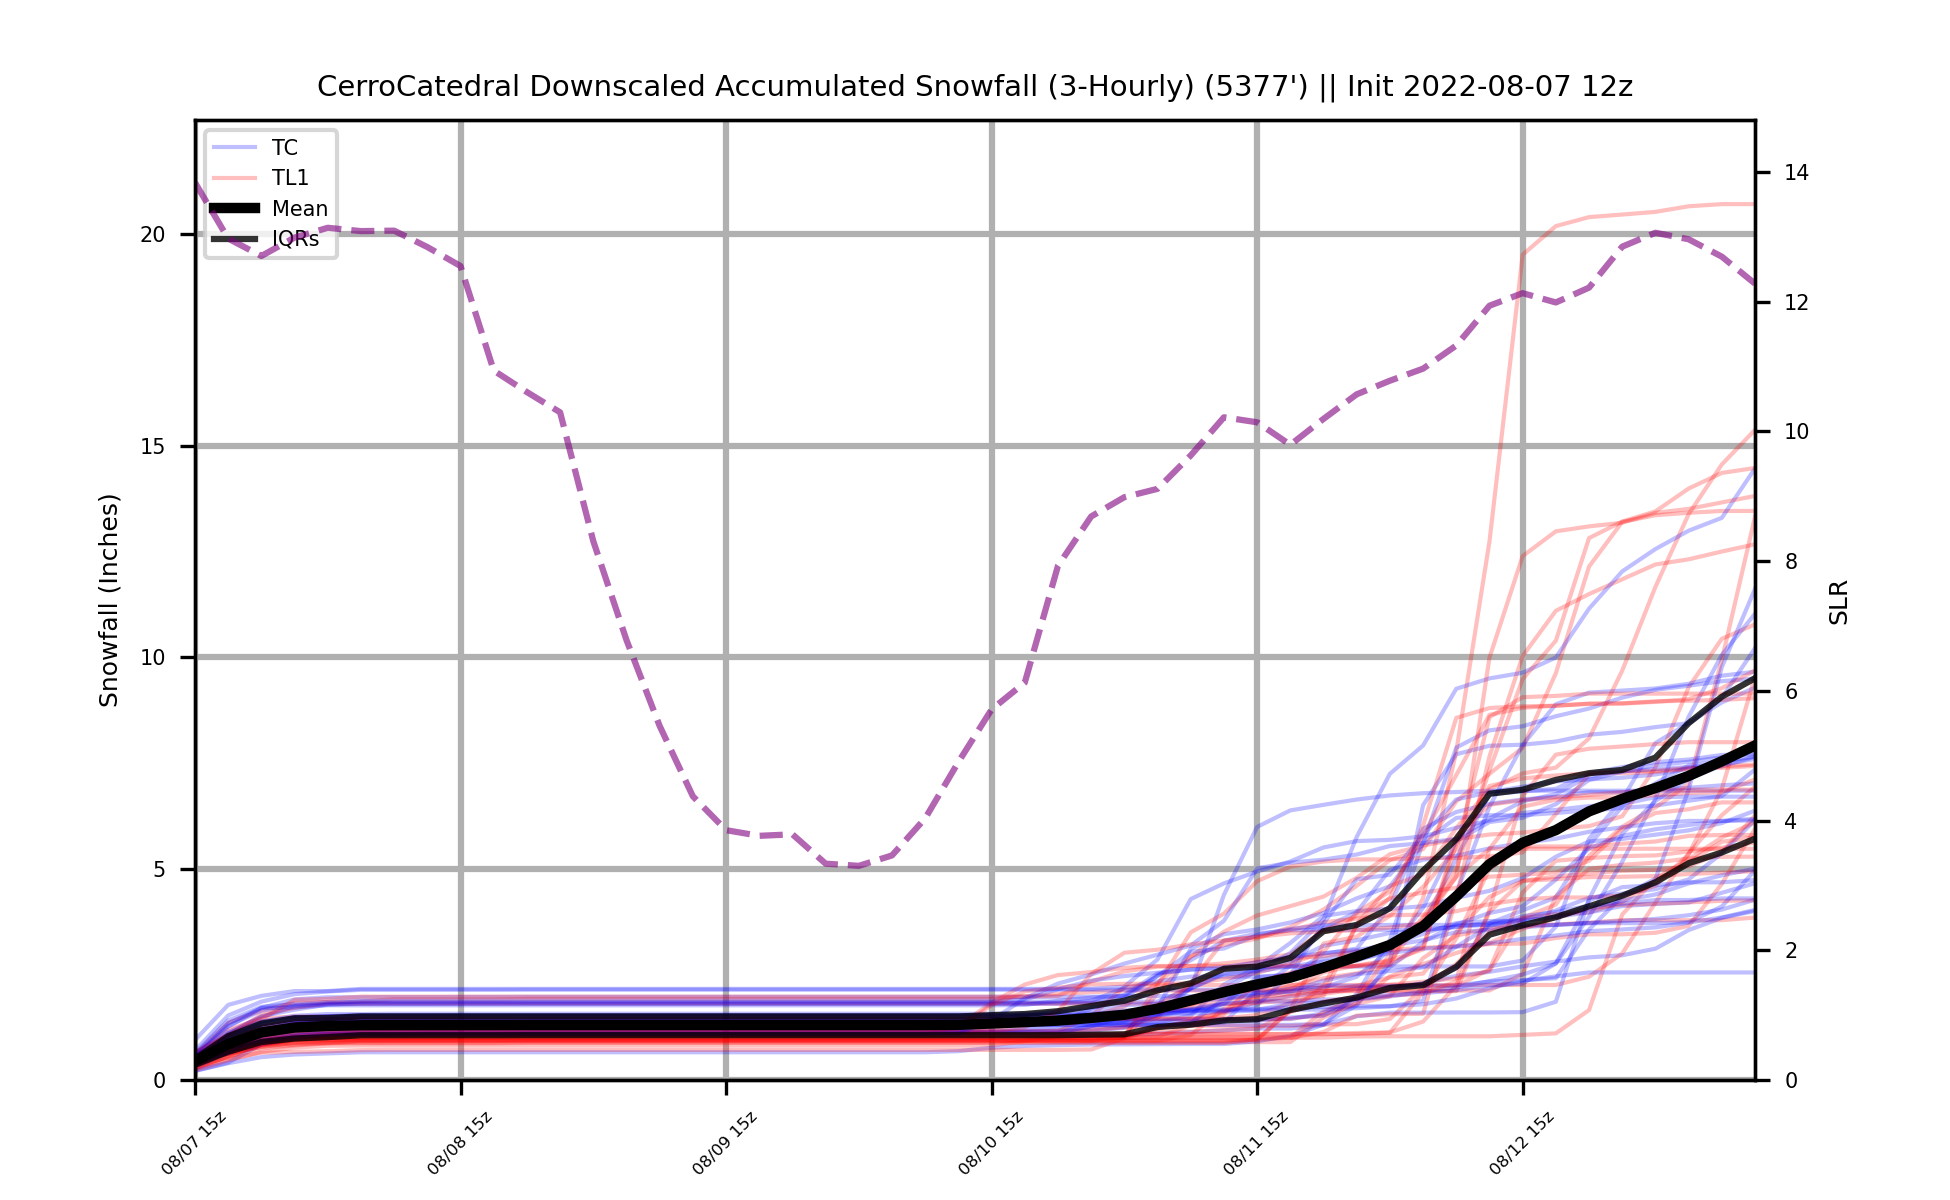 CerroCatedral Downscaled Accumulated Snowfall (3-Hourly) (5377') || Init 2022-08-07 12z
TC
TL1
Mean
IQRs
20
15
10
5
0
Snowfall (Inches)
14
12
10
8
6
4
2
0
SLR
08/07 15z
08/08 15z
08/09 15z
08/10 15z
08/11 15z
08/12 15z